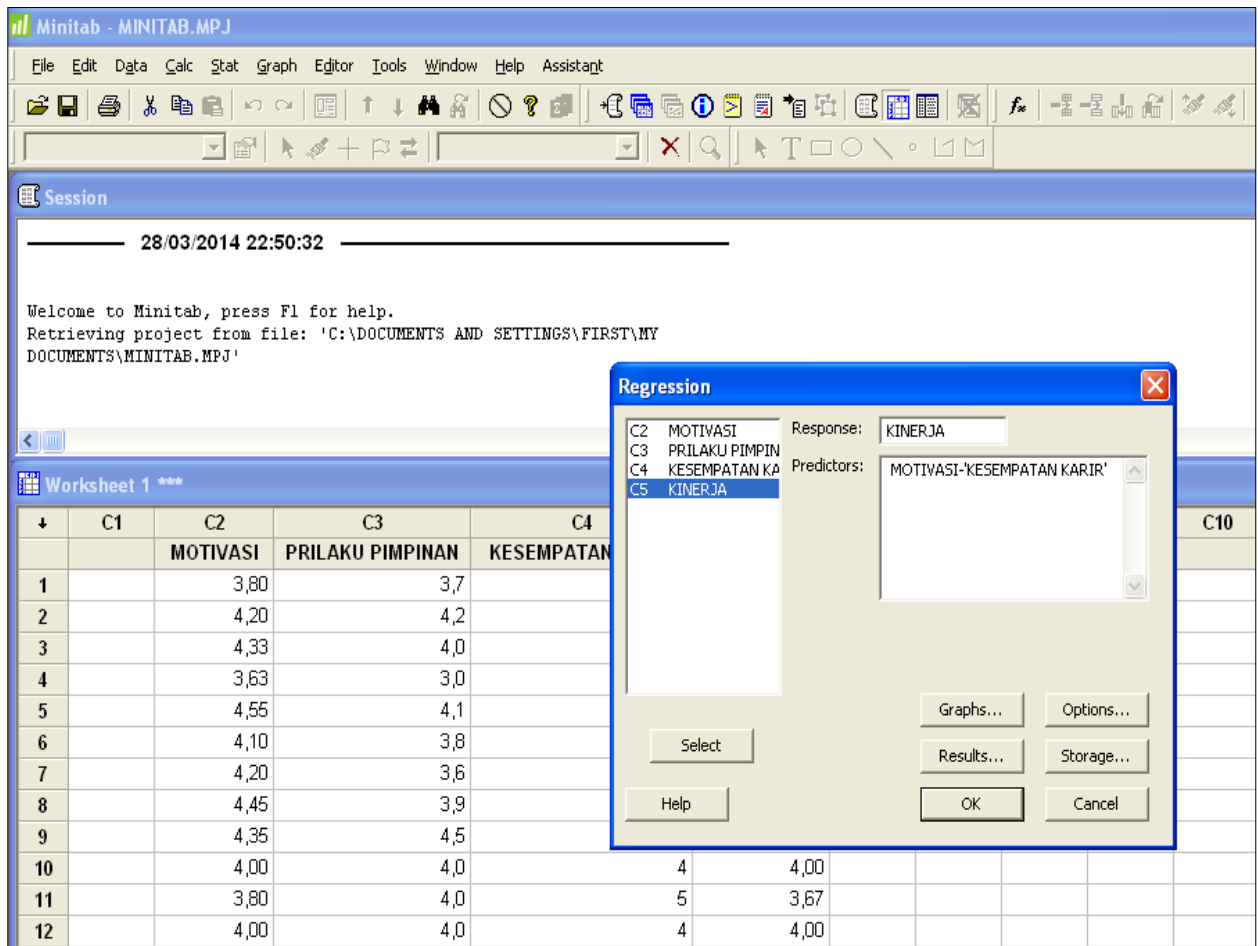 Minitab - MINITAB.MPJ
File Edit Data Calc Stat Graph Editor Tools Window Help Assistant
Session
28/03/2014 22:50:32
Welcome to Minitab, press F1 for help.
Retrieving project from file: 'C:\DOCUMENTS AND SETTINGS\FIRST\MY
DOCUMENTS\MINITAB.MPJ'
Regression
C2 MOTIVASI
C3 PRILAKU PIMPIN
C4 KESEMPATAN KA
C5 KINERJA
Response: KINERJA
Predictors: MOTIVASI-'KESEMPATAN KARIR'
Graphs... Options...
Select
Results... Storage...
Help OK Cancel
Worksheet 1 ***
C1 C2 C3 C4 C10
MOTIVASI PRILAKU PIMPINAN KESEMPATAN
1 3,80 3,7
2 4,20 4,2
3 4,33 4,0
4 3,63 3,0
5 4,55 4,1
6 4,10 3,8
7 4,20 3,6
8 4,45 3,9
9 4,35 4,5
10 4,00 4,0 4 4,00
11 3,80 4,0 5 3,67
12 4,00 4,0 4 4,00